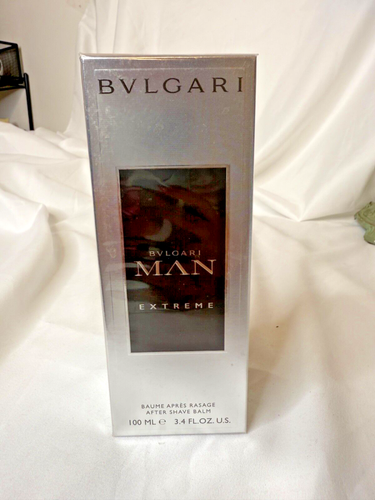 BVLGARI
BVLGARI
MAN
EXTREME
BAUME APRÈS RASAGE
AFTER SHAVE BALM
100 ML ℮ 3.4 FL.OZ. U.S.